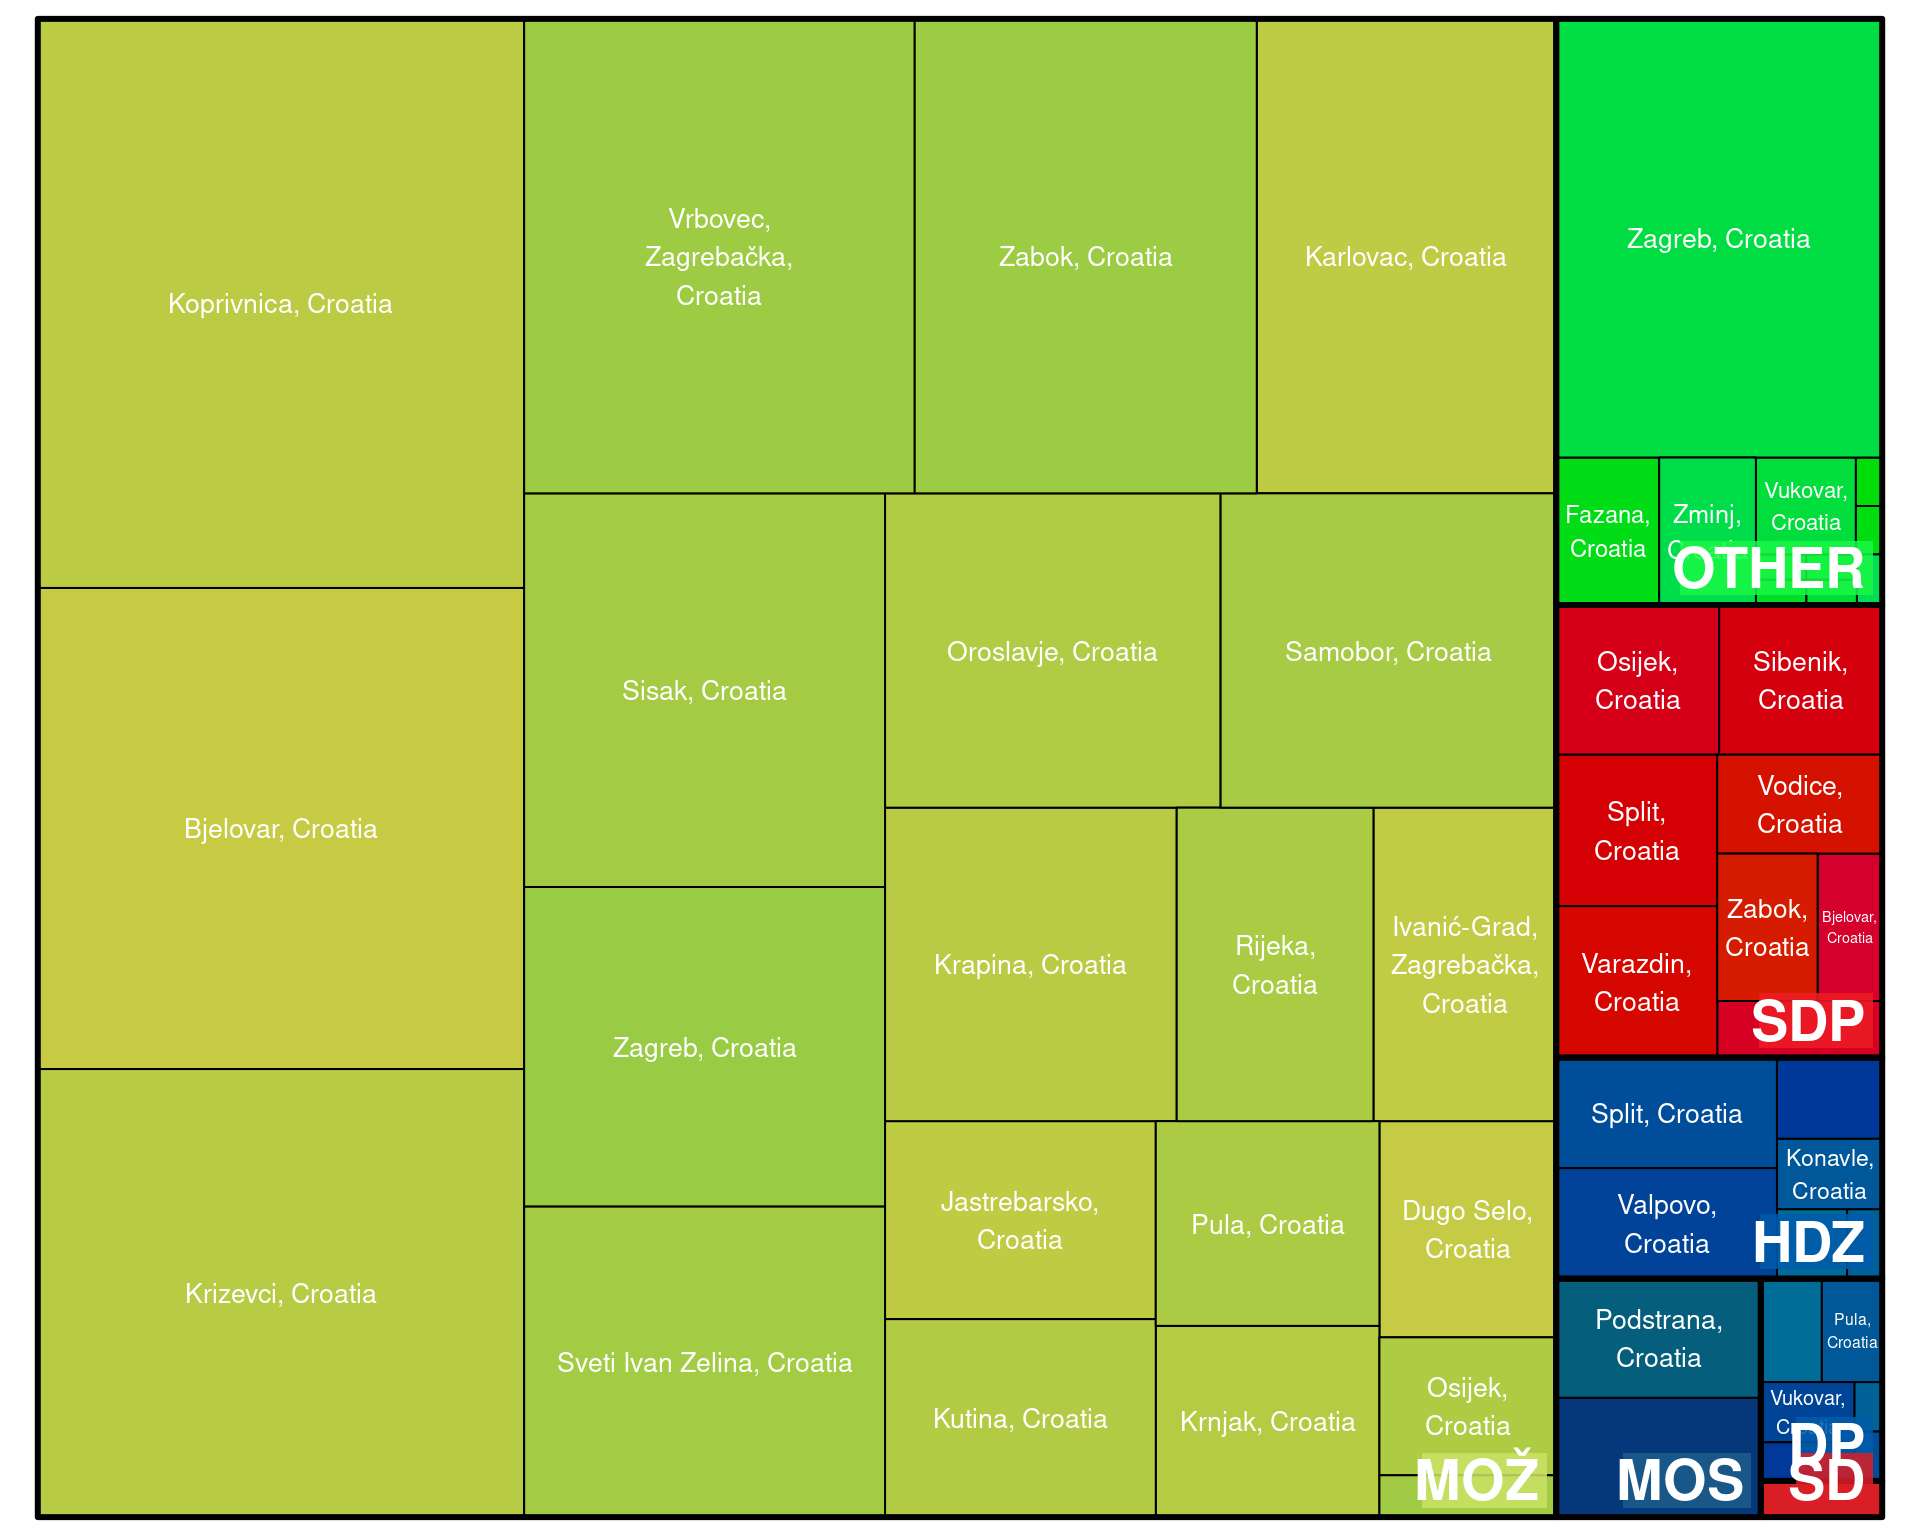 Koprivnica, Croatia
Bjelovar, Croatia
Krizevci, Croatia
Vrbovec,
Zagrebačka,
Croatia
Zabok, Croatia
Karlovac, Croatia
Sisak, Croatia
Zagreb, Croatia
Sveti Ivan Zelina, Croatia
Oroslavje, Croatia
Samobor, Croatia
Krapina, Croatia
Rijeka,
Croatia
Ivanić-Grad,
Zagrebačka,
Croatia
Jastrebarsko,
Croatia
Pula, Croatia
Dugo Selo,
Croatia
Kutina, Croatia
Krnjak, Croatia
Osijek,
Croatia
MOŽ
Zagreb, Croatia
Fazana,
Croatia
Zminj,
Vukovar,
Croatia
OTHER
Osijek,
Croatia
Sibenik,
Croatia
Split,
Croatia
Vodice,
Croatia
Zabok,
Croatia
Bjelovar,
Croatia
Varazdin,
Croatia
SDP
Split, Croatia
Konavle,
Croatia
Valpovo,
Croatia
HDZ
Podstrana,
Croatia
MOS
Pula,
Croatia
Vukovar,
DP
SD